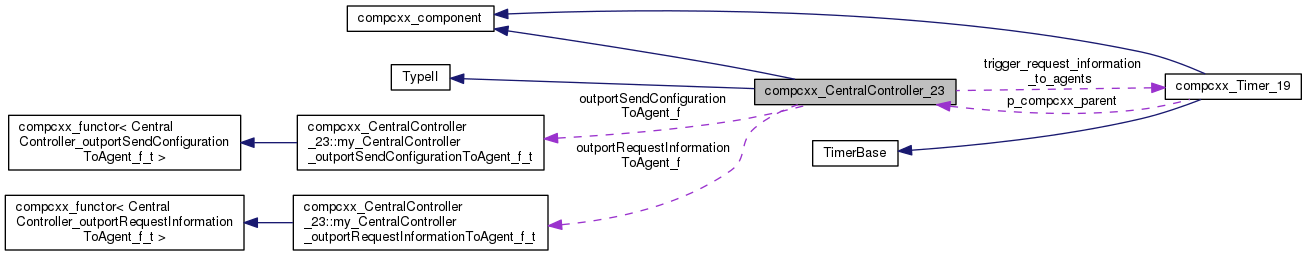 compcxx_component
TypeII
compcxx_CentralController_23
trigger_request_information
_to_agents
p_compcxx_parent
compcxx_Timer_19
TimerBase
outportSendConfiguration
ToAgent_f
outportRequestInformation
ToAgent_f
compcxx_functor< Central
Controller_outportSendConfiguration
ToAgent_f_t >
compcxx_CentralController
_23::my_CentralController
_outportSendConfigurationToAgent_f_t
compcxx_functor< Central
Controller_outportRequestInformation
ToAgent_f_t >
compcxx_CentralController
_23::my_CentralController
_outportRequestInformationToAgent_f_t